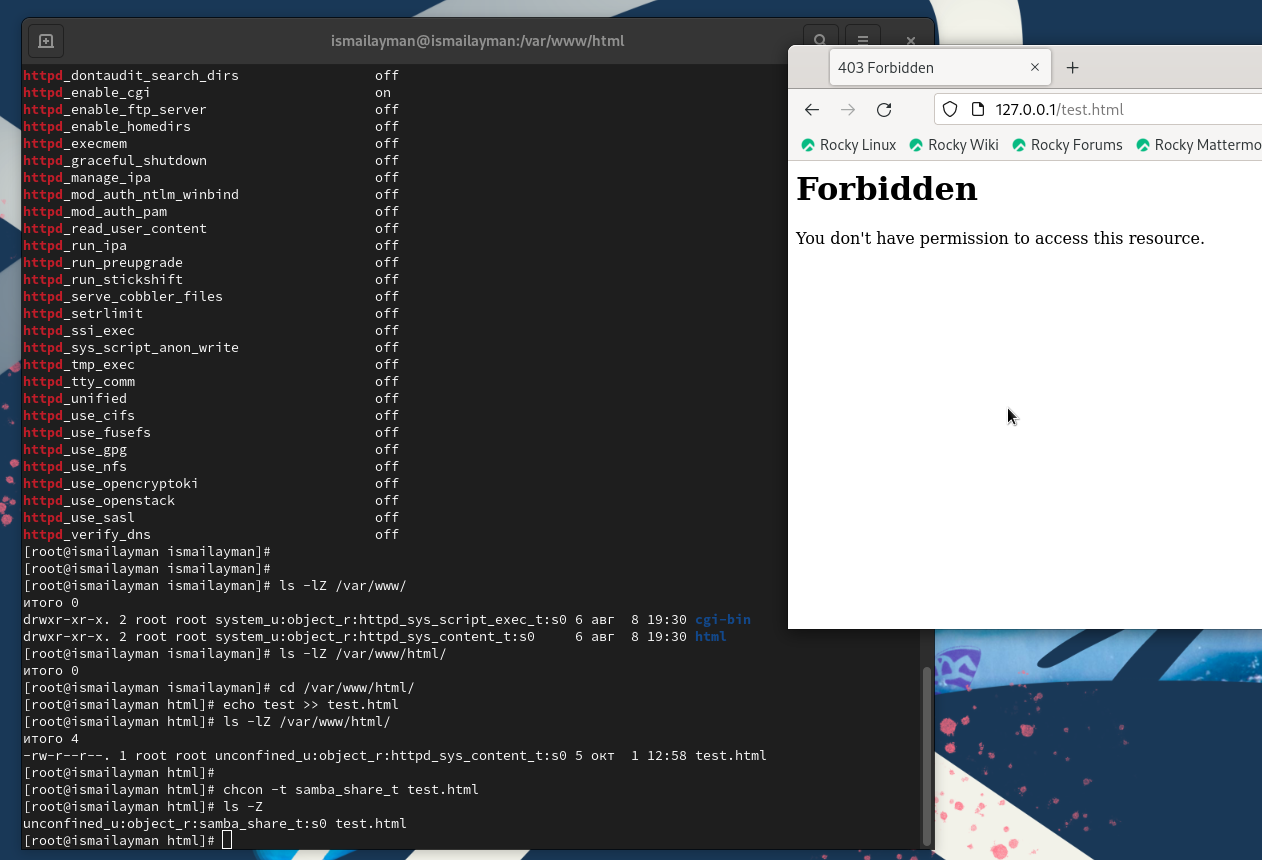 ismailayman@ismailayman:/var/www/html
httpd_dontaudit_search_dirs off
httpd_enable_cgi on
httpd_enable_ftp_server off
httpd_enable_homedirs off
httpd_execmem off
httpd_graceful_shutdown off
httpd_manage_ipa off
httpd_mod_auth_ntlm_winbind off
httpd_mod_auth_pam off
httpd_read_user_content off
httpd_run_ipa off
httpd_run_preupgrade off
httpd_run_stickshift off
httpd_serve_cobbler_files off
httpd_setrlimit off
httpd_ssi_exec off
httpd_sys_script_anon_write off
httpd_tmp_exec off
httpd_tty_comm off
httpd_unified off
httpd_use_cifs off
httpd_use_fusefs off
httpd_use_gpg off
httpd_use_nfs off
httpd_use_opencryptoki off
httpd_use_openstack off
httpd_use_sasl off
httpd_verify_dns off
[root@ismailayman ismailayman]#
[root@ismailayman ismailayman]#
[root@ismailayman ismailayman]# ls -lZ /var/www/
итого 0
drwxr-xr-x. 2 root root system_u:object_r:httpd_sys_script_exec_t:s0 6 авг  8 19:30 cgi-bin
drwxr-xr-x. 2 root root system_u:object_r:httpd_sys_content_t:s0     6 авг  8 19:30 html
[root@ismailayman ismailayman]# ls -lZ /var/www/html/
итого 0
[root@ismailayman ismailayman]# cd /var/www/html/
[root@ismailayman html]# echo test >> test.html
[root@ismailayman html]# ls -lZ /var/www/html/
итого 4
-rw-r--r--. 1 root root unconfined_u:object_r:httpd_sys_content_t:s0 5 окт  1 12:58 test.html
[root@ismailayman html]#
[root@ismailayman html]# chcon -t samba_share_t test.html
[root@ismailayman html]# ls -Z
unconfined_u:object_r:samba_share_t:s0 test.html
[root@ismailayman html]#
403 Forbidden
127.0.0.1/test.html
Rocky Linux Rocky Wiki Rocky Forums Rocky Mattermo
Forbidden
You don't have permission to access this resource.